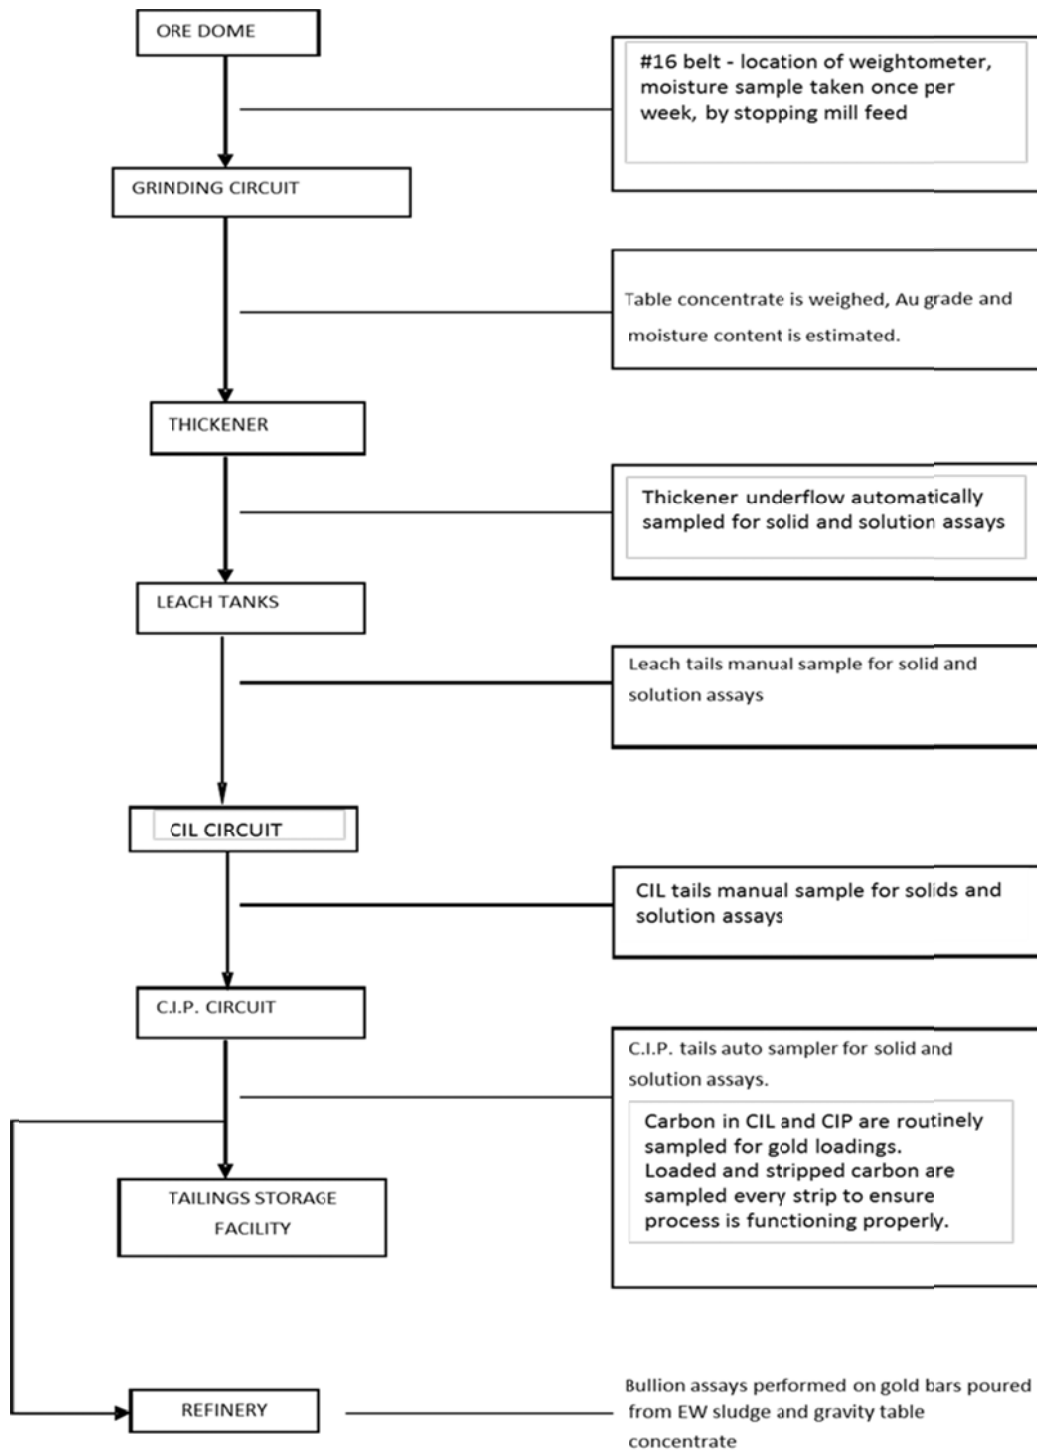 ORE DOME
#16 belt - location of weightometer,
moisture sample taken once per
week, by stopping mill feed
GRINDING CIRCUIT
Table concentrate is weighed, Au grade and
moisture content is estimated.
THICKENER
Thickener underflow automatically
sampled for solid and solution assays
LEACH TANKS
Leach tails manual sample for solid and
solution assays
CIL CIRCUIT
CIL tails manual sample for solids and
solution assays
C.I.P. CIRCUIT
C.I.P. tails auto sampler for solid and
solution assays.
Carbon in CIL and CIP are routinely
sampled for gold loadings.
Loaded and stripped carbon are
sampled every strip to ensure
process is functioning properly.
TAILINGS STORAGE
FACILITY
REFINERY
Bullion assays performed on gold bars poured
from EW sludge and gravity table
concentrate